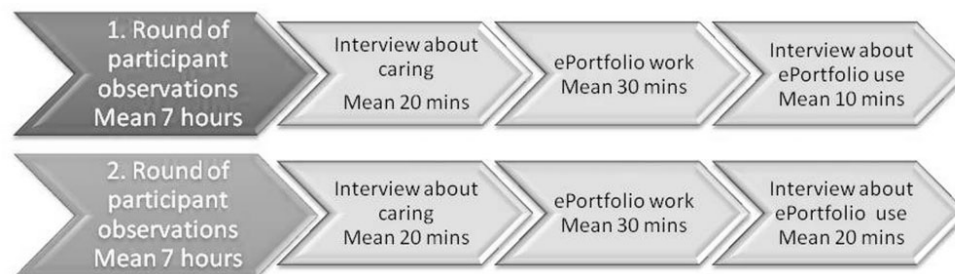 1. Round of
participant
observations
Mean 7 hours
Interview about
caring
Mean 20 mins
ePortfolio work
Mean 30 mins
Interview about
ePortfolio use
Mean 10 mins
2. Round of
participant
observations
Mean 7 hours
Interview about
caring
Mean 20 mins
ePortfolio work
Mean 30 mins
Interview about
ePortfolio use
Mean 20 mins